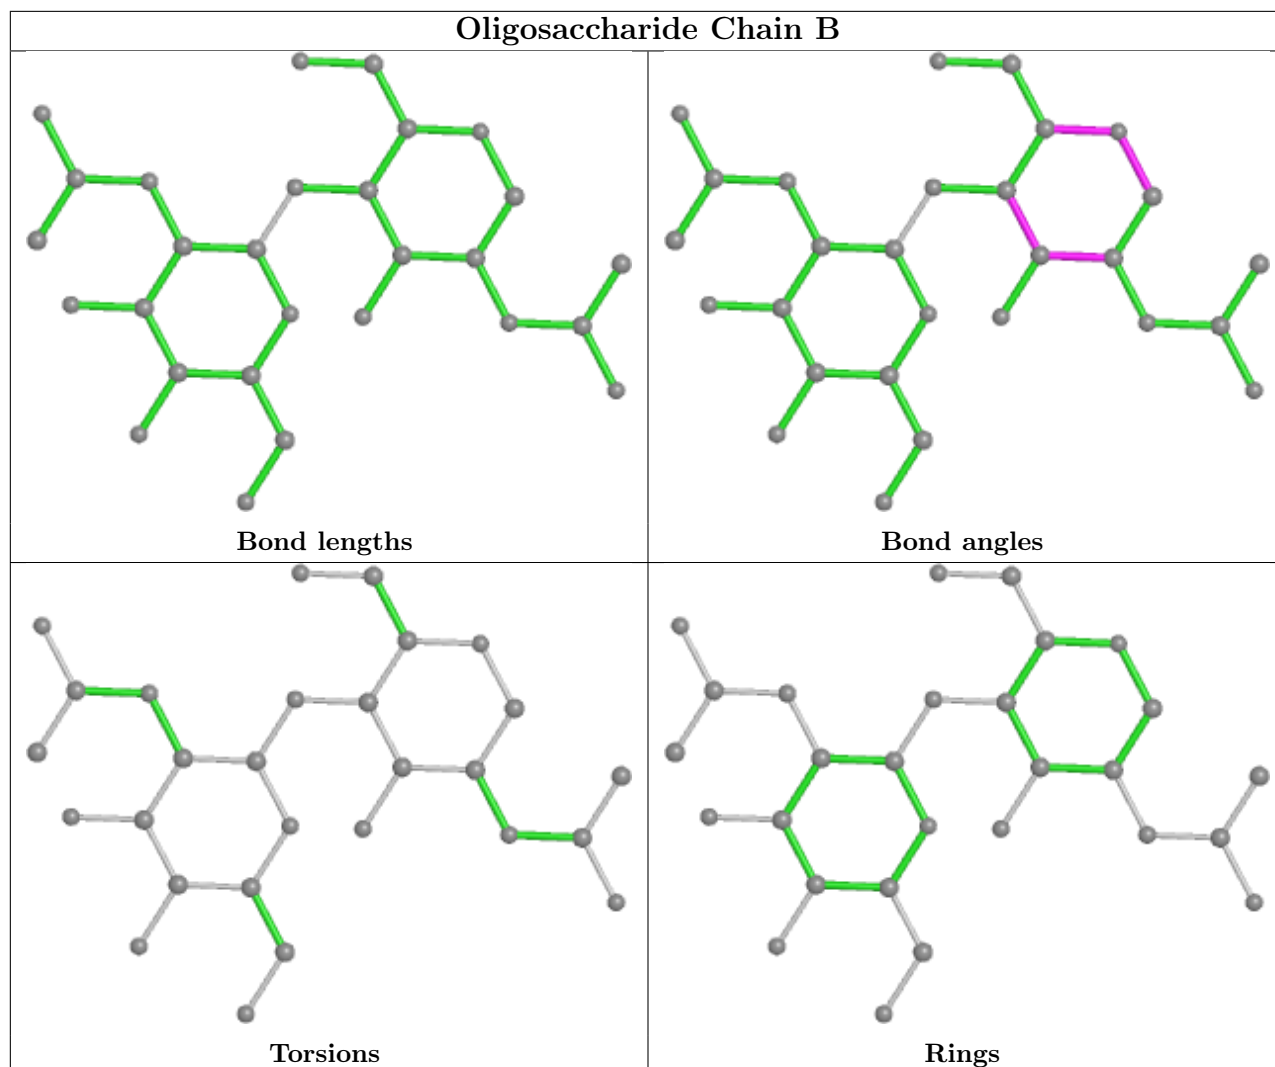 Oligosaccharide Chain B
Bond lengths
Bond angles
Torsions
Rings